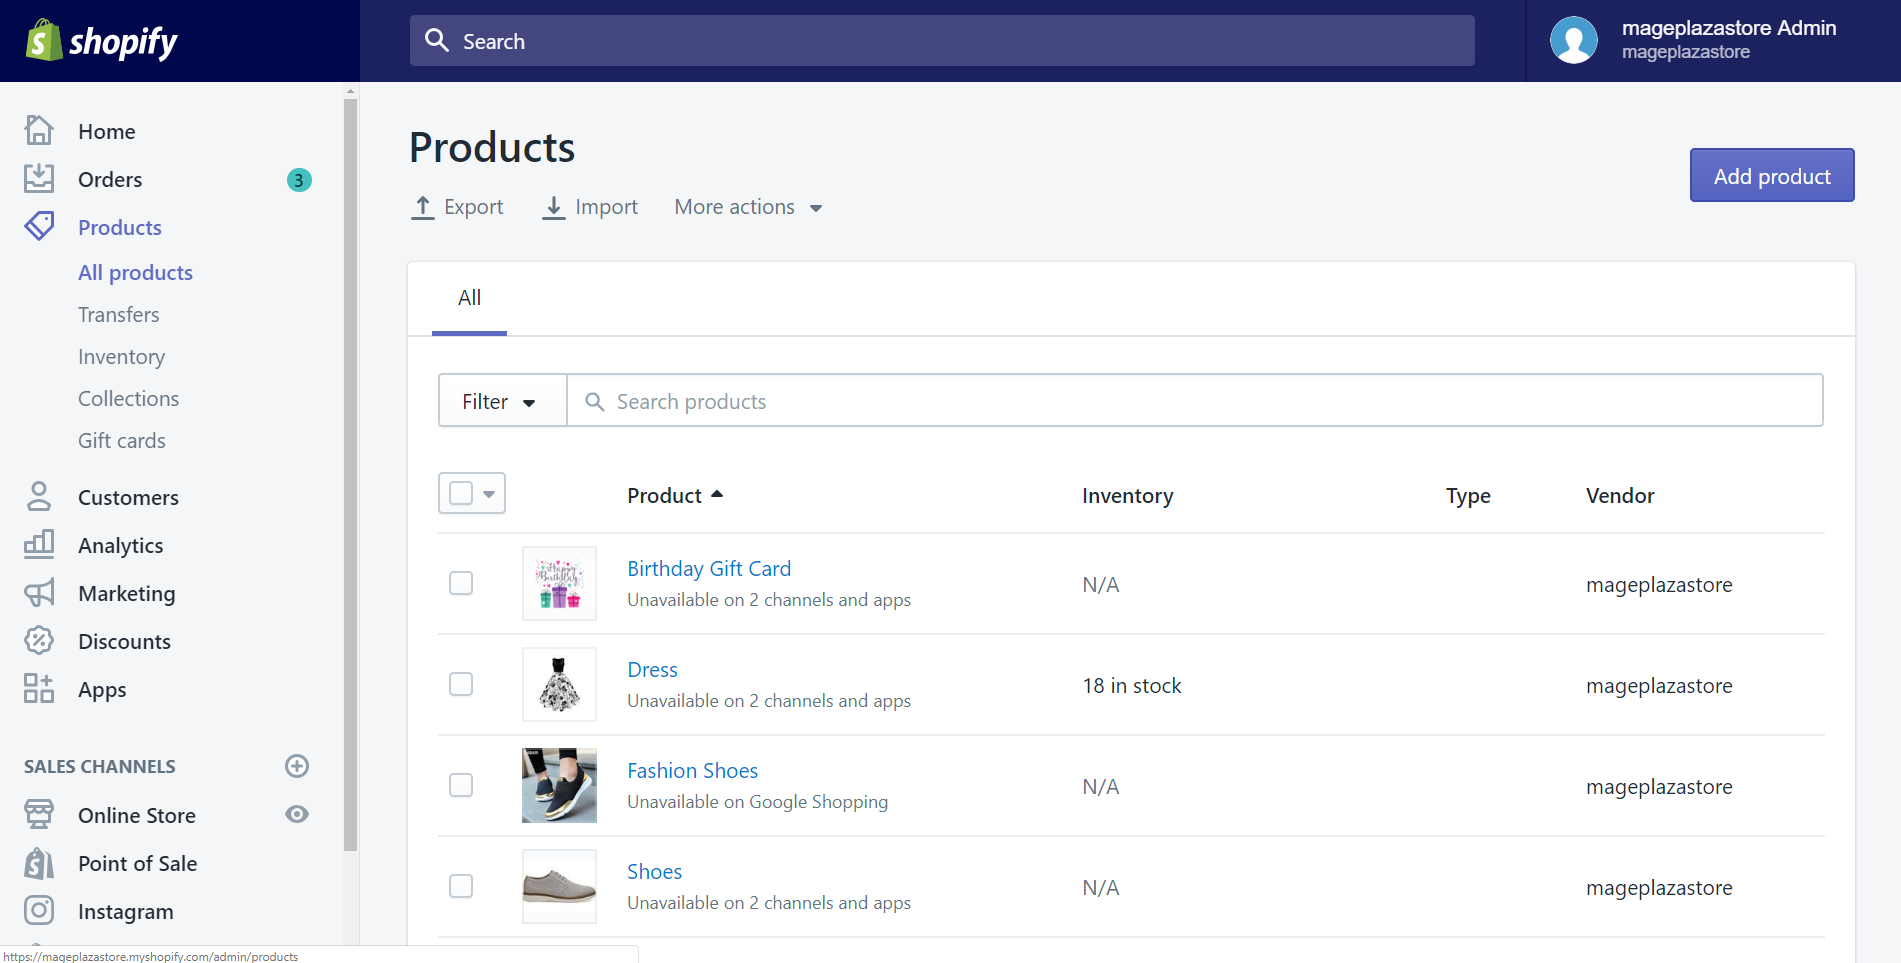 shopify
Search
mageplazastore Admin
mageplazastore
Home
Orders
3
Products
All products
Transfers
Inventory
Collections
Gift cards
Customers
Analytics
Marketing
Discounts
Apps
SALES CHANNELS
Online Store
Point of Sale
Instagram
https://mageplazastore.myshopify.com/admin/products
Products
Export
Import
More actions
Add product
All
Filter
Search products
Product
Inventory
Type
Vendor
Happy
Birthday
Birthday Gift Card
Unavailable on 2 channels and apps
N/A
mageplazastore
Dress
Unavailable on 2 channels and apps
18 in stock
mageplazastore
Fashion Shoes
Unavailable on Google Shopping
N/A
mageplazastore
Shoes
Unavailable on 2 channels and apps
N/A
mageplazastore